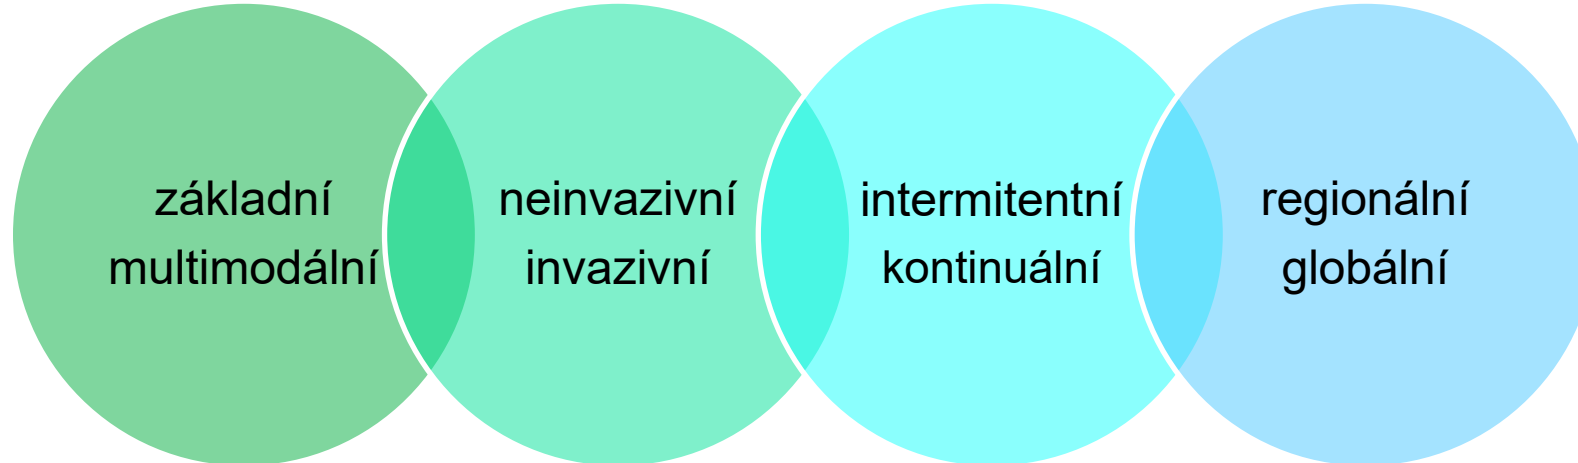 základní
multimodální
neinvazivní
invazivní
intermitentní
kontinuální
regionální
globální